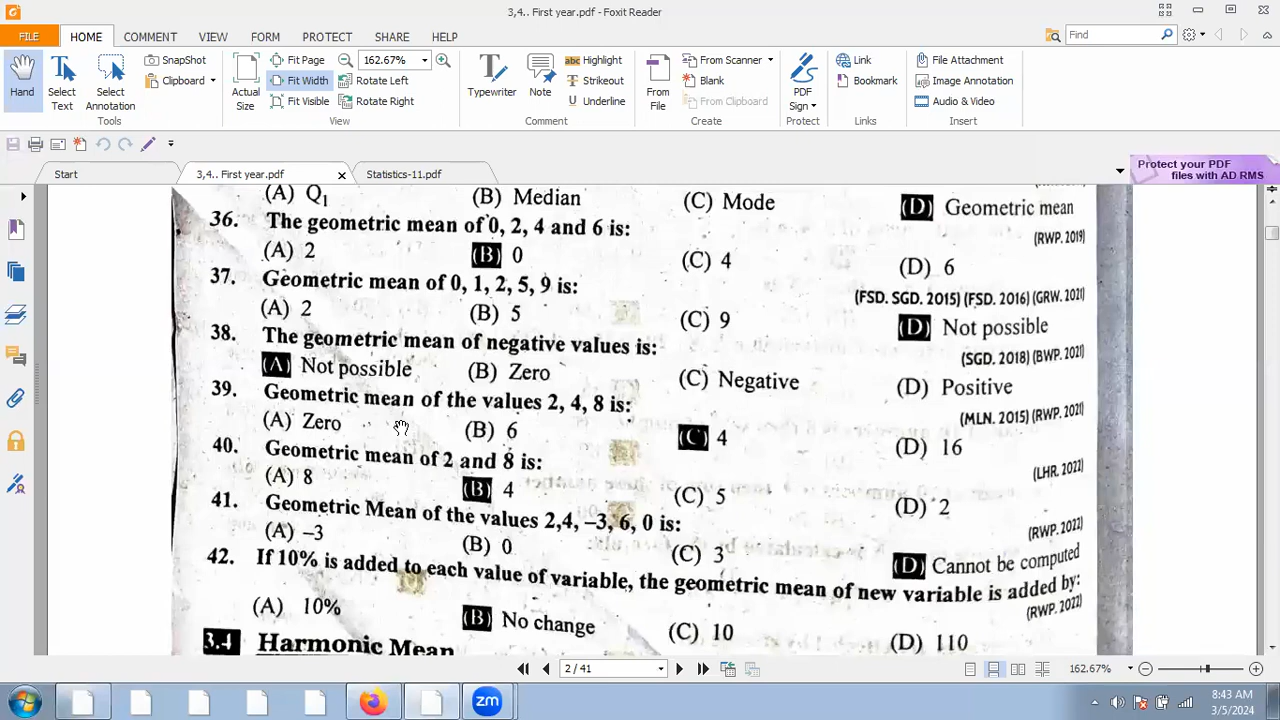 3,4.. First year.pdf - Foxit Reader
FILE HOME COMMENT VIEW FORM PROTECT SHARE HELP Find
SnapShot Fit Page 162.67% Highlight From Scanner Link File Attachment
Clipboard Fit Width Rotate Left Strikeout Blank Bookmark Image Annotation
Hand Select Text Select Annotation Actual Size Fit Visible Rotate Right Typewriter Note Underline From File From Clipboard PDF Sign Audio & Video
Tools View Comment Create Protect Links Insert
Start 3,4.. First year.pdf Statistics-11.pdf Protect your PDF files with AD RMS
(A) Q1 (B) Median (C) Mode (D) Geometric mean
36. The geometric mean of 0, 2, 4 and 6 is: (RWP. 2019)
(A) 2 (B) 0 (C) 4 (D) 6
37. Geometric mean of 0, 1, 2, 5, 9 is: (FSD. SGD. 2015) (FSD. 2016) (GRW. 2021)
(A) 2 (B) 5 (C) 9 (D) Not possible
38. The geometric mean of negative values is: (SGD. 2018) (BWP. 2021)
(A) Not possible (B) Zero (C) Negative (D) Positive
39. Geometric mean of the values 2, 4, 8 is: (MLN. 2015) (RWP. 2021)
(A) Zero (B) 6 (C) 4 (D) 16
40. Geometric mean of 2 and 8 is: (LHR. 2022)
(A) 8 (B) 4 (C) 5 (D) 2
41. Geometric Mean of the values 2,4, –3, 6, 0 is: (RWP. 2022)
(A) –3 (B) 0 (C) 3 (D) Cannot be computed
42. If 10% is added to each value of variable, the geometric mean of new variable is added by:
(RWP. 2022)
(A) 10% (B) No change (C) 10 (D) 110
3.4 Harmonic Mean
2 / 41 162.67%
zm 8:43 AM
3/5/2024